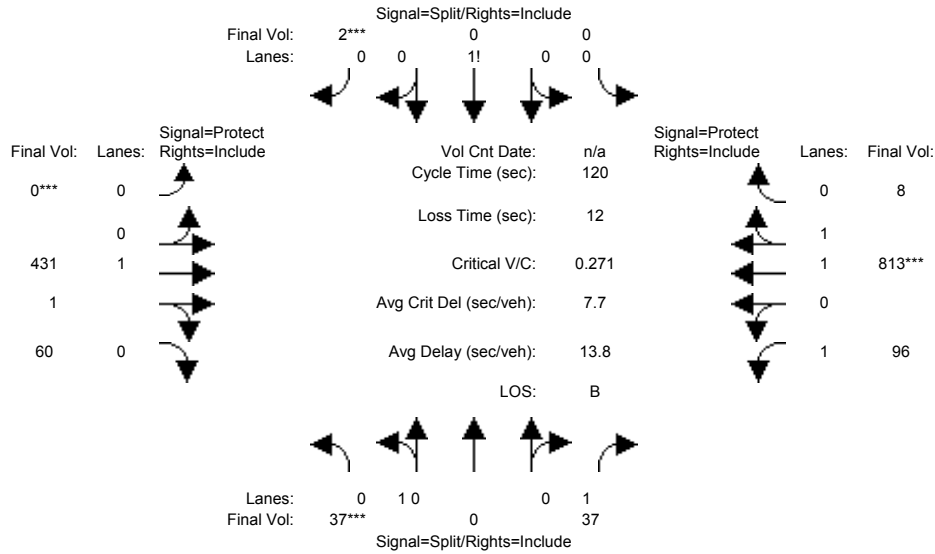 Signal=Split/Rights=Include
Final Vol: 2*** 0 0
Lanes: 0 0 1! 0 0
Signal=Protect Signal=Protect
Final Vol: Lanes: Rights=Include Vol Cnt Date: n/a Rights=Include Lanes: Final Vol:
Cycle Time (sec): 120
0*** 0 0 8
Loss Time (sec): 12
0 1
431 1 Critical V/C: 0.271 1 813***
1 Avg Crit Del (sec/veh): 7.7 0
60 0 Avg Delay (sec/veh): 13.8 1 96
LOS: B
Lanes: 0 1 0 0 1
Final Vol: 37*** 0 37
Signal=Split/Rights=Include